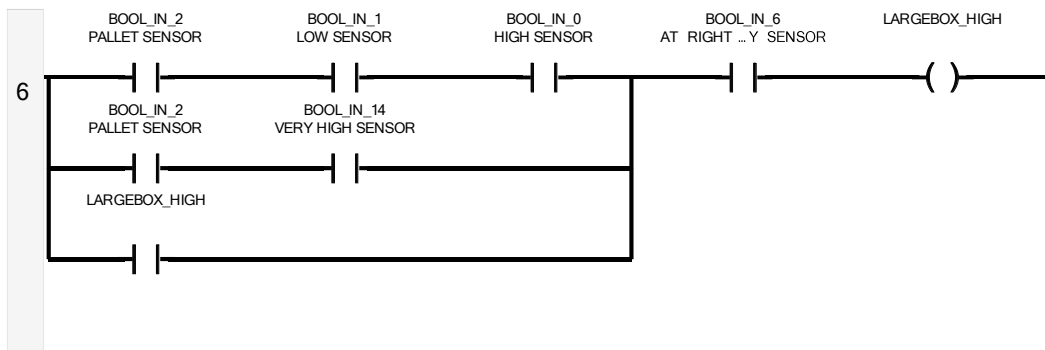 BOOL_IN_2 BOOL_IN_1 BOOL_IN_0 BOOL_IN_6 LARGEBOX_HIGH
PALLET SENSOR LOW SENSOR HIGH SENSOR AT RIGHT ...Y SENSOR
6
BOOL_IN_2 BOOL_IN_14
PALLET SENSOR VERY HIGH SENSOR
LARGEBOX_HIGH